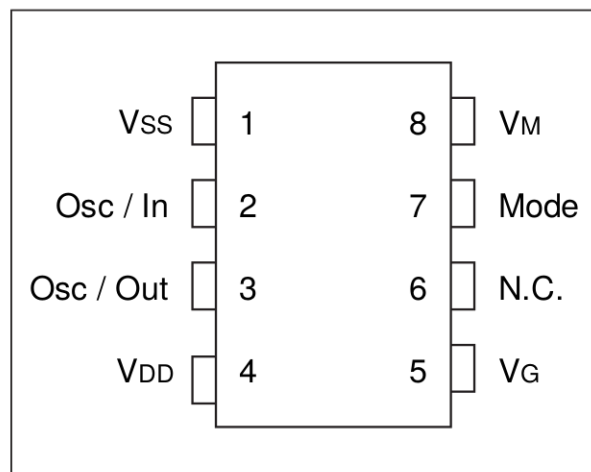 VSS 1 8 VM
Osc / In 2 7 Mode
Osc / Out 3 6 N.C.
VDD 4 5 VG